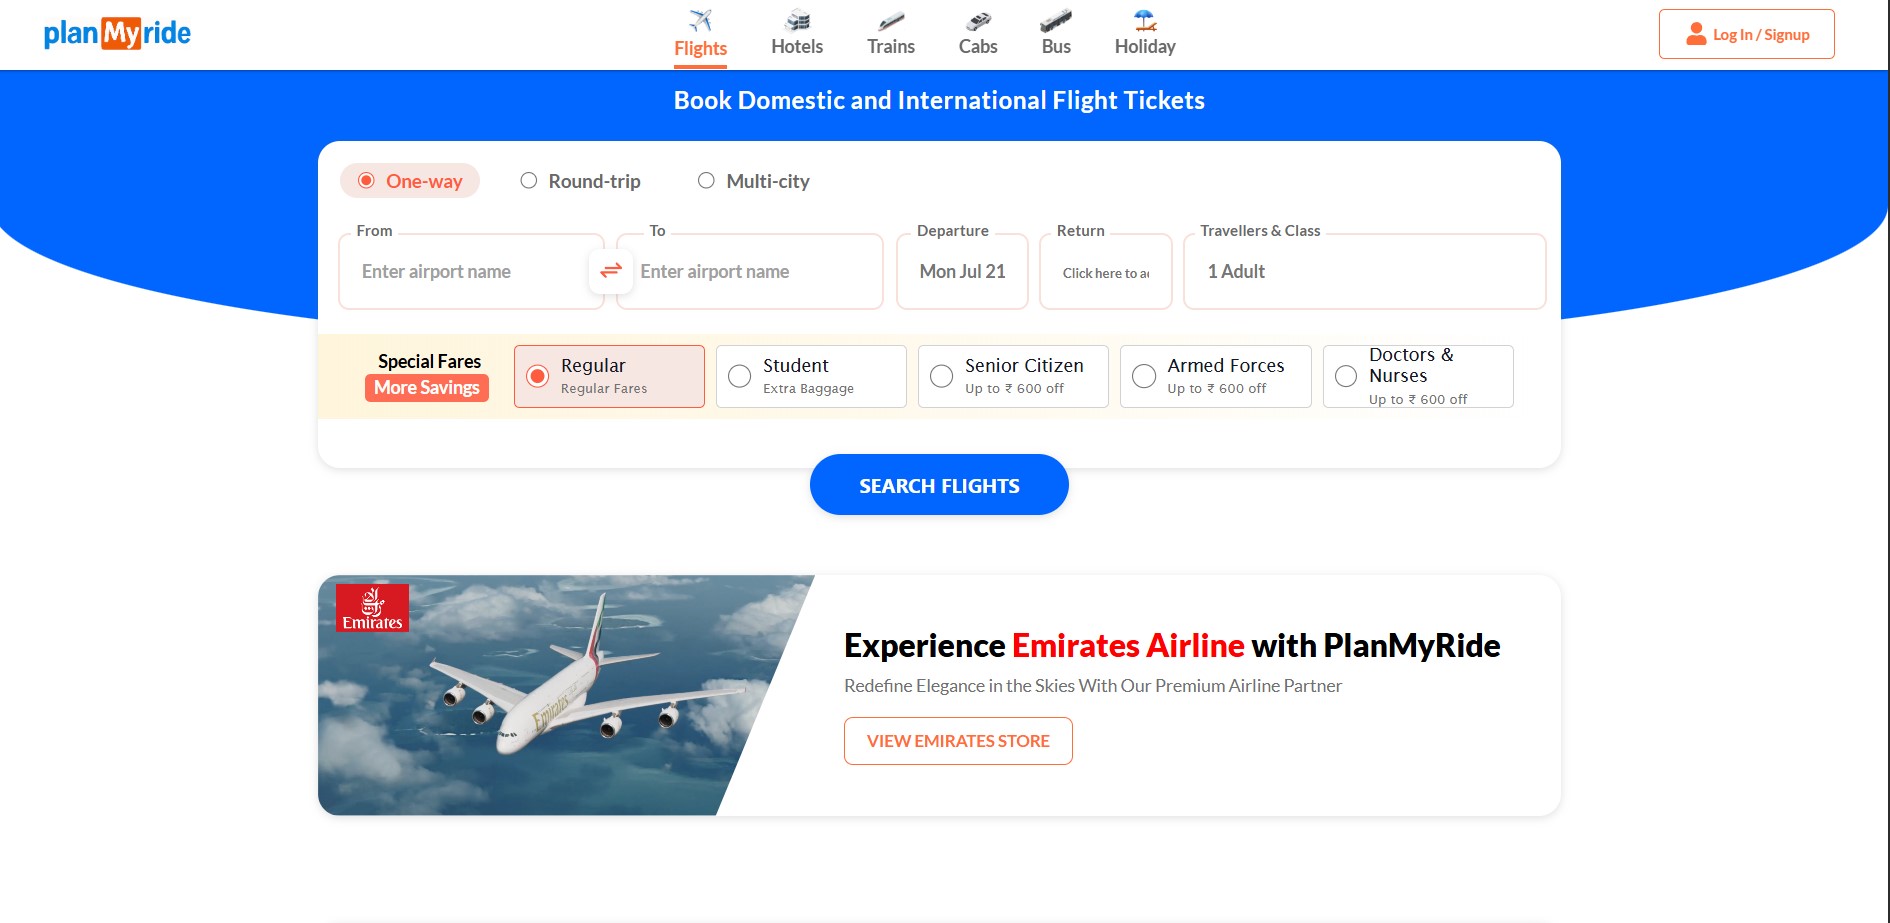 planMyride
Flights
Hotels
Trains
Cabs
Bus
Holiday
Log In / Signup
Book Domestic and International Flight Tickets
One-way
Round-trip
Multi-city
From
To
Departure
Return
Travellers & Class
Enter airport name
Enter airport name
Mon Jul 21
Click here to a
1 Adult
Special Fares
More Savings
Regular
Regular Fares
Student
Extra Baggage
Senior Citizen
Up to ₹ 600 off
Armed Forces
Up to ₹ 600 off
Doctors &
Nurses
Up to ₹ 600 off
SEARCH FLIGHTS
Emirates
Emirates
Experience Emirates Airline with PlanMyRide
Redefine Elegance in the Skies With Our Premium Airline Partner
VIEW EMIRATES STORE